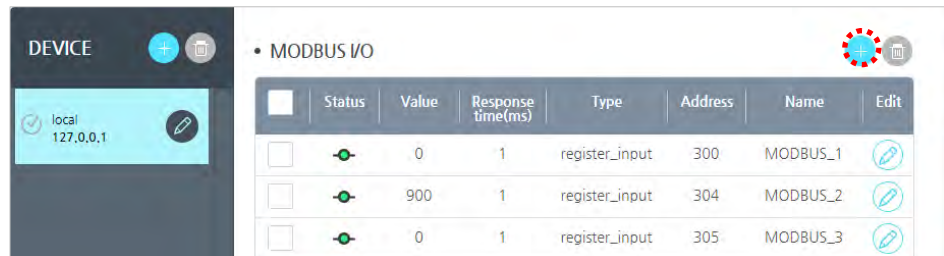 DEVICE
• MODBUS I/O
Status Value Response time(ms) Type Address Name Edit
local
127.0.0.1
0 1 register_input 300 MODBUS_1
900 1 register_input 304 MODBUS_2
0 1 register_input 305 MODBUS_3